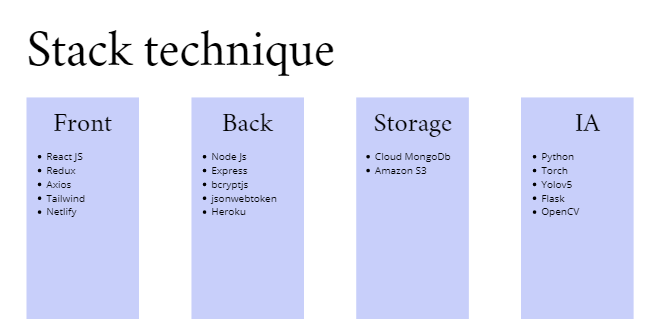 Stack technique
Front
React JS
Redux
Axios
Tailwind
Netlify
Back
Node Js
Express
bcryptjs
jsonwebtoken
Heroku
Storage
Cloud MongoDb
Amazon S3
IA
Python
Torch
Yolov5
Flask
OpenCV